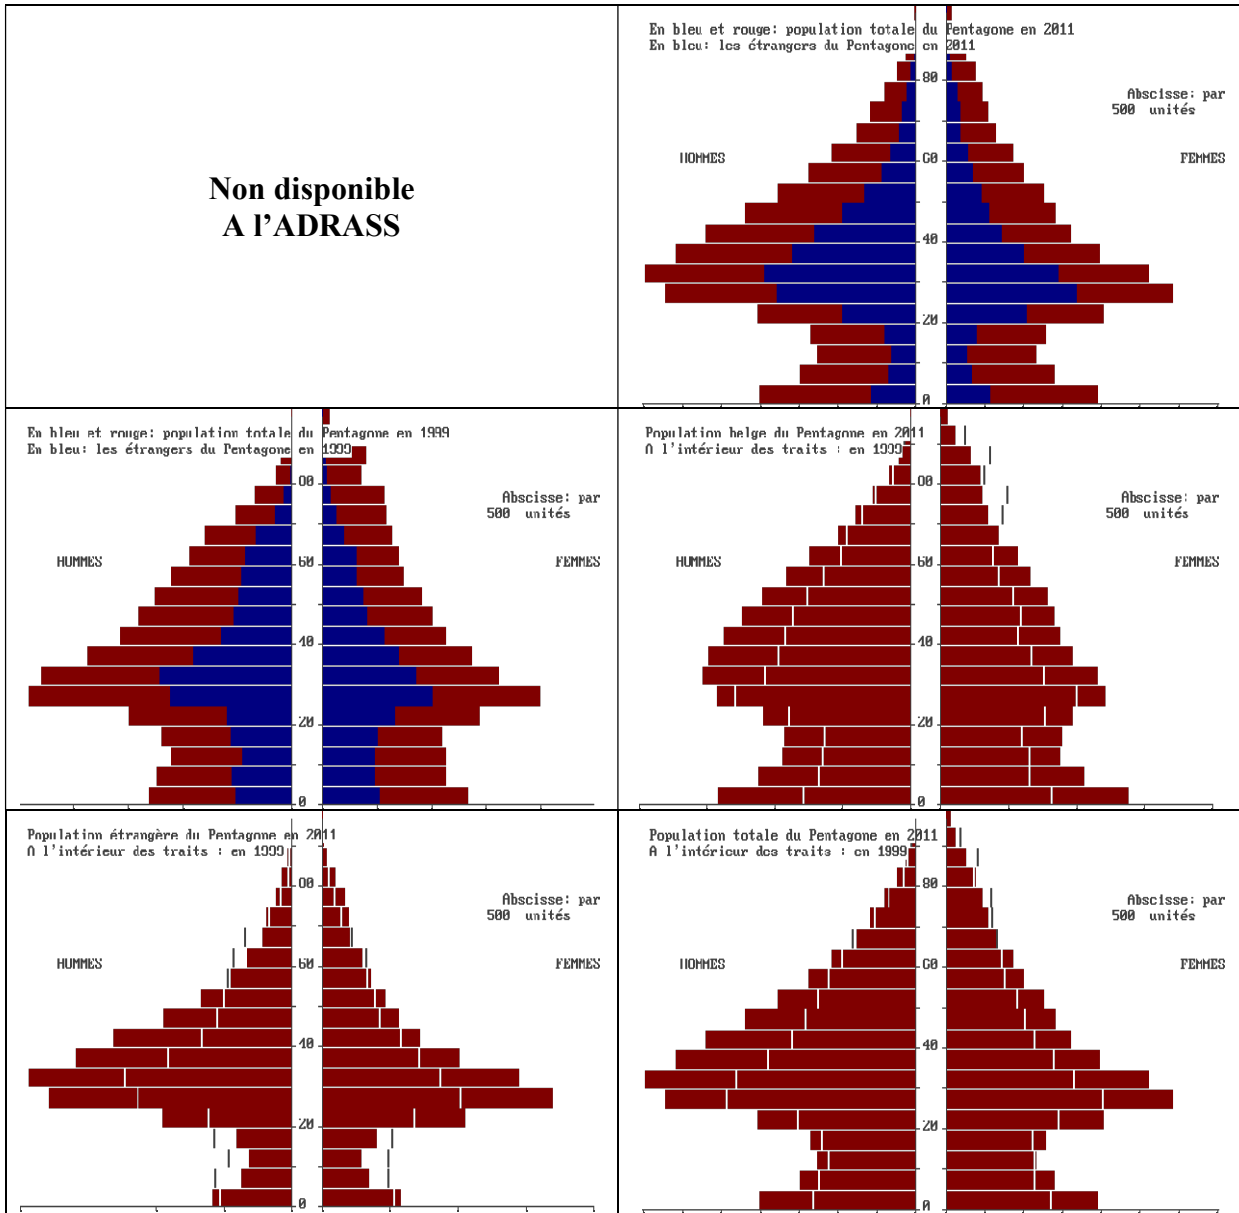 Non disponible
A l'ADRASS
En bleu et rouge: population totale du Pentagone en 2011
En bleu: les étrangers du Pentagone en 2011
80
Abscisse: par
500 unités
HOMMES
60
FEMMES
40
20
0
En bleu et rouge: population totale du Pentagone en 1999
En bleu: les étrangers du Pentagone en 1999
80
Abscisse: par
500 unités
HOMMES
60
FEMMES
40
20
0
Population belge du Pentagone en 2011
A l'intérieur des traits : en 1999
80
Abscisse: par
500 unités
HOMMES
60
FEMMES
40
20
0
Population étrangère du Pentagone en 2011
A l'intérieur des traits : en 1999
80
Abscisse: par
500 unités
HOMMES
60
FEMMES
40
20
0
Population totale du Pentagone en 2011
A l'intérieur des traits : en 1999
80
Abscisse: par
500 unités
HOMMES
60
FEMMES
40
20
0